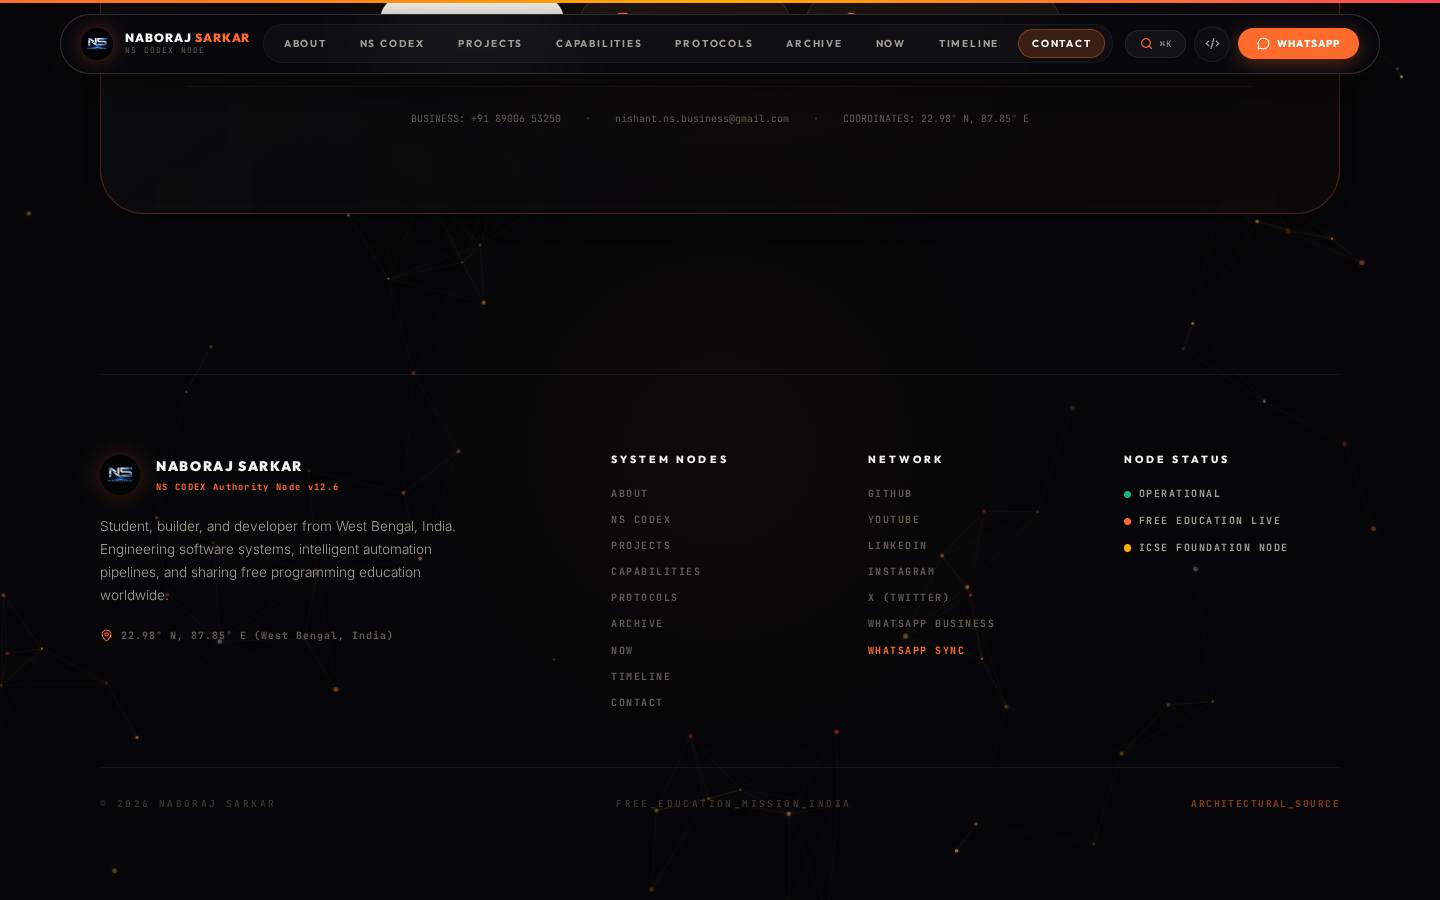 NS
NABORAJ SARKAR
NS CODEX NODE
ABOUT
NS CODEX
PROJECTS
CAPABILITIES
PROTOCOLS
ARCHIVE
NOW
TIMELINE
CONTACT
⌘K
WHATSAPP
BUSINESS: +91 89006 53250 • nishant.ns.business@gmail.com • COORDINATES: 22.98° N, 87.85° E
NS
NABORAJ SARKAR
NS CODEX Authority Node v12.6
Student, builder, and developer from West Bengal, India.
Engineering software systems, intelligent automation
pipelines, and sharing free programming education
worldwide.
22.98° N, 87.85° E (West Bengal, India)
SYSTEM NODES
ABOUT
NS CODEX
PROJECTS
CAPABILITIES
PROTOCOLS
ARCHIVE
NOW
TIMELINE
CONTACT
NETWORK
GITHUB
YOUTUBE
LINKEDIN
INSTAGRAM
X (TWITTER)
WHATSAPP BUSINESS
WHATSAPP SYNC
NODE STATUS
OPERATIONAL
FREE EDUCATION LIVE
ICSE FOUNDATION NODE
© 2026 NABORAJ SARKAR
FREE_EDUCATION_MISSION_INDIA
ARCHITECTURAL_SOURCE